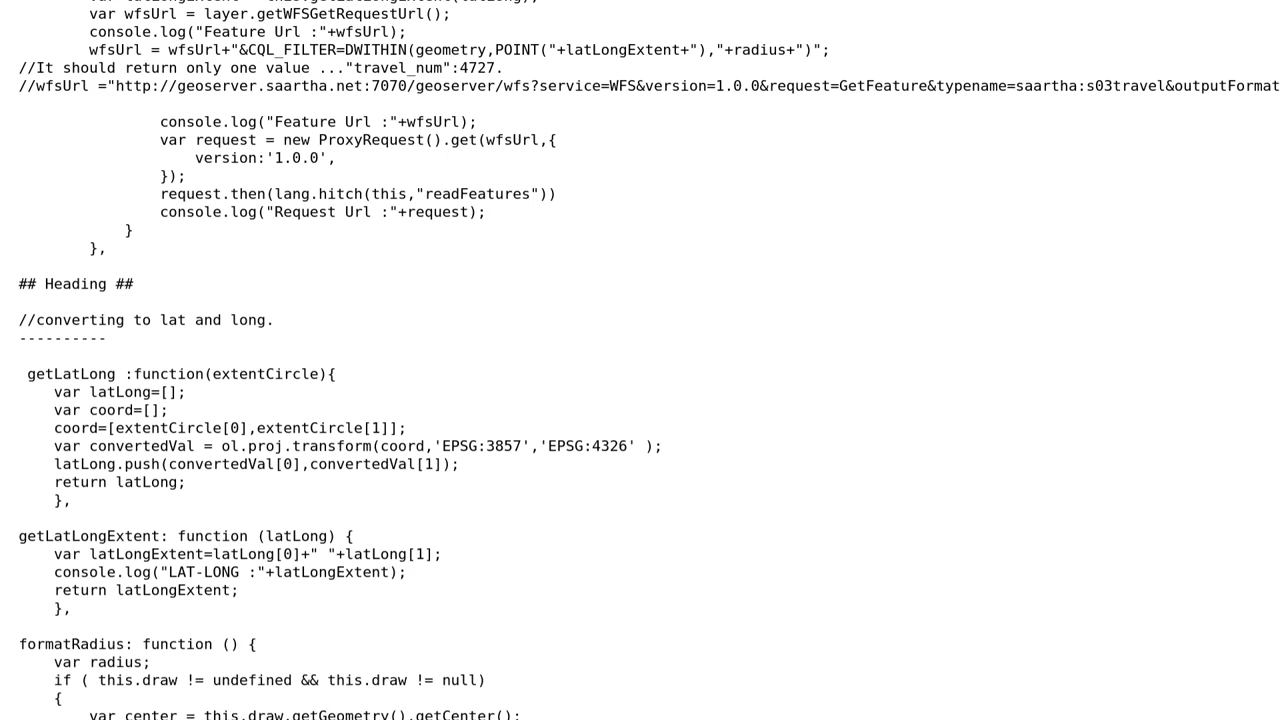 var wfsUrl = layer.getWFSGetRequestUrl();
console.log("Feature Url :"+wfsUrl);
wfsUrl = wfsUrl+"&CQL_FILTER=DWITHIN(geometry,POINT("+latLongExtent+"),"+radius+")";
//It should return only one value ..."travel_num":4727.
//wfsUrl ="http://geoserver.saartha.net:7070/geoserver/wfs?service=WFS&version=1.0.0&request=GetFeature&typename=saartha:s03travel&outputFormat
console.log("Feature Url :"+wfsUrl);
var request = new ProxyRequest().get(wfsUrl,{
version:'1.0.0',
});
request.then(lang.hitch(this,"readFeatures"))
console.log("Request Url :"+request);
}
},
## Heading ##
//converting to lat and long.
----------
getLatLong :function(extentCircle){
var latLong=[];
var coord=[];
coord=[extentCircle[0],extentCircle[1]];
var convertedVal = ol.proj.transform(coord,'EPSG:3857','EPSG:4326' );
latLong.push(convertedVal[0],convertedVal[1]);
return latLong;
},
getLatLongExtent: function (latLong) {
var latLongExtent=latLong[0]+" "+latLong[1];
console.log("LAT-LONG :"+latLongExtent);
return latLongExtent;
},
formatRadius: function () {
var radius;
if ( this.draw != undefined && this.draw != null)
{
var center = this.draw.getGeometry().getCenter();